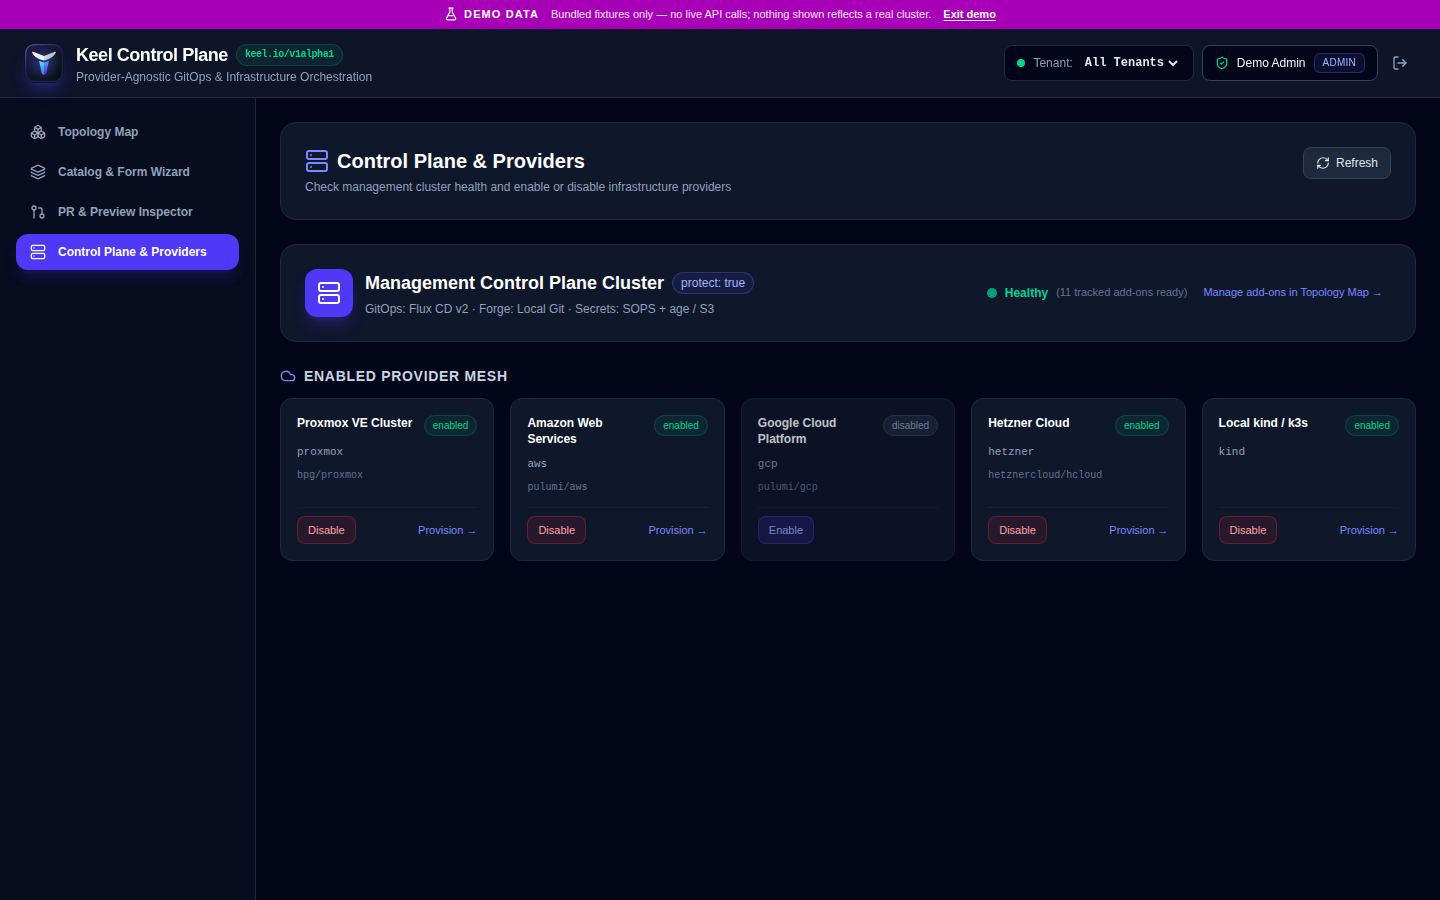 DEMO DATA Bundled fixtures only — no live API calls; nothing shown reflects a real cluster. Exit demo
Keel Control Plane keel.io/v1alpha1
Provider-Agnostic GitOps & Infrastructure Orchestration
Tenant: All Tenants
Demo Admin ADMIN
Topology Map
Catalog & Form Wizard
PR & Preview Inspector
Control Plane & Providers
Control Plane & Providers
Check management cluster health and enable or disable infrastructure providers
Refresh
Management Control Plane Cluster protect: true
GitOps: Flux CD v2 · Forge: Local Git · Secrets: SOPS + age / S3
Healthy (11 tracked add-ons ready) Manage add-ons in Topology Map →
ENABLED PROVIDER MESH
Proxmox VE Cluster enabled
proxmox
bpg/proxmox
Disable Provision →
Amazon Web Services enabled
aws
pulumi/aws
Disable Provision →
Google Cloud Platform disabled
gcp
pulumi/gcp
Enable
Hetzner Cloud enabled
hetzner
hetznercloud/hcloud
Disable Provision →
Local kind / k3s enabled
kind
Disable Provision →